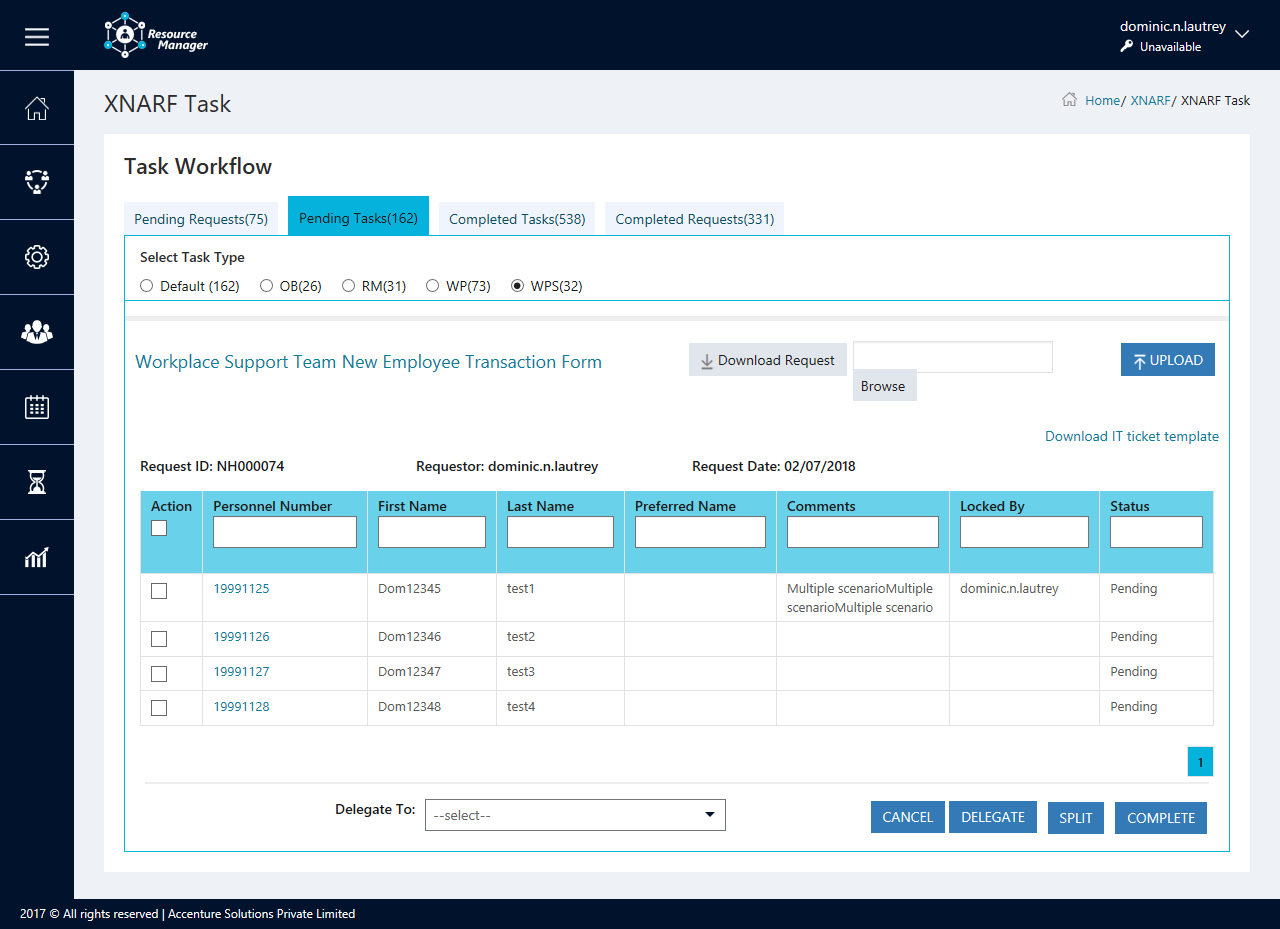 Resource Manager
dominic.n.lautrey
Unavailable
XNARF Task
Home/ XNARF/ XNARF Task
Task Workflow
Pending Requests(75) Pending Tasks(162) Completed Tasks(538) Completed Requests(331)
Select Task Type
Default (162) OB(26) RM(31) WP(73) WPS(32)
Workplace Support Team New Employee Transaction Form Download Request UPLOAD
Browse
Download IT ticket template
Request ID: NH000074 Requestor: dominic.n.lautrey Request Date: 02/07/2018
Action Personnel Number First Name Last Name Preferred Name Comments Locked By Status
19991125 Dom12345 test1 Multiple scenarioMultiple dominic.n.lautrey Pending
scenarioMultiple scenario
19991126 Dom12346 test2 Pending
19991127 Dom12347 test3 Pending
19991128 Dom12348 test4 Pending
1
Delegate To: --select-- CANCEL DELEGATE SPLIT COMPLETE
2017 © All rights reserved | Accenture Solutions Private Limited